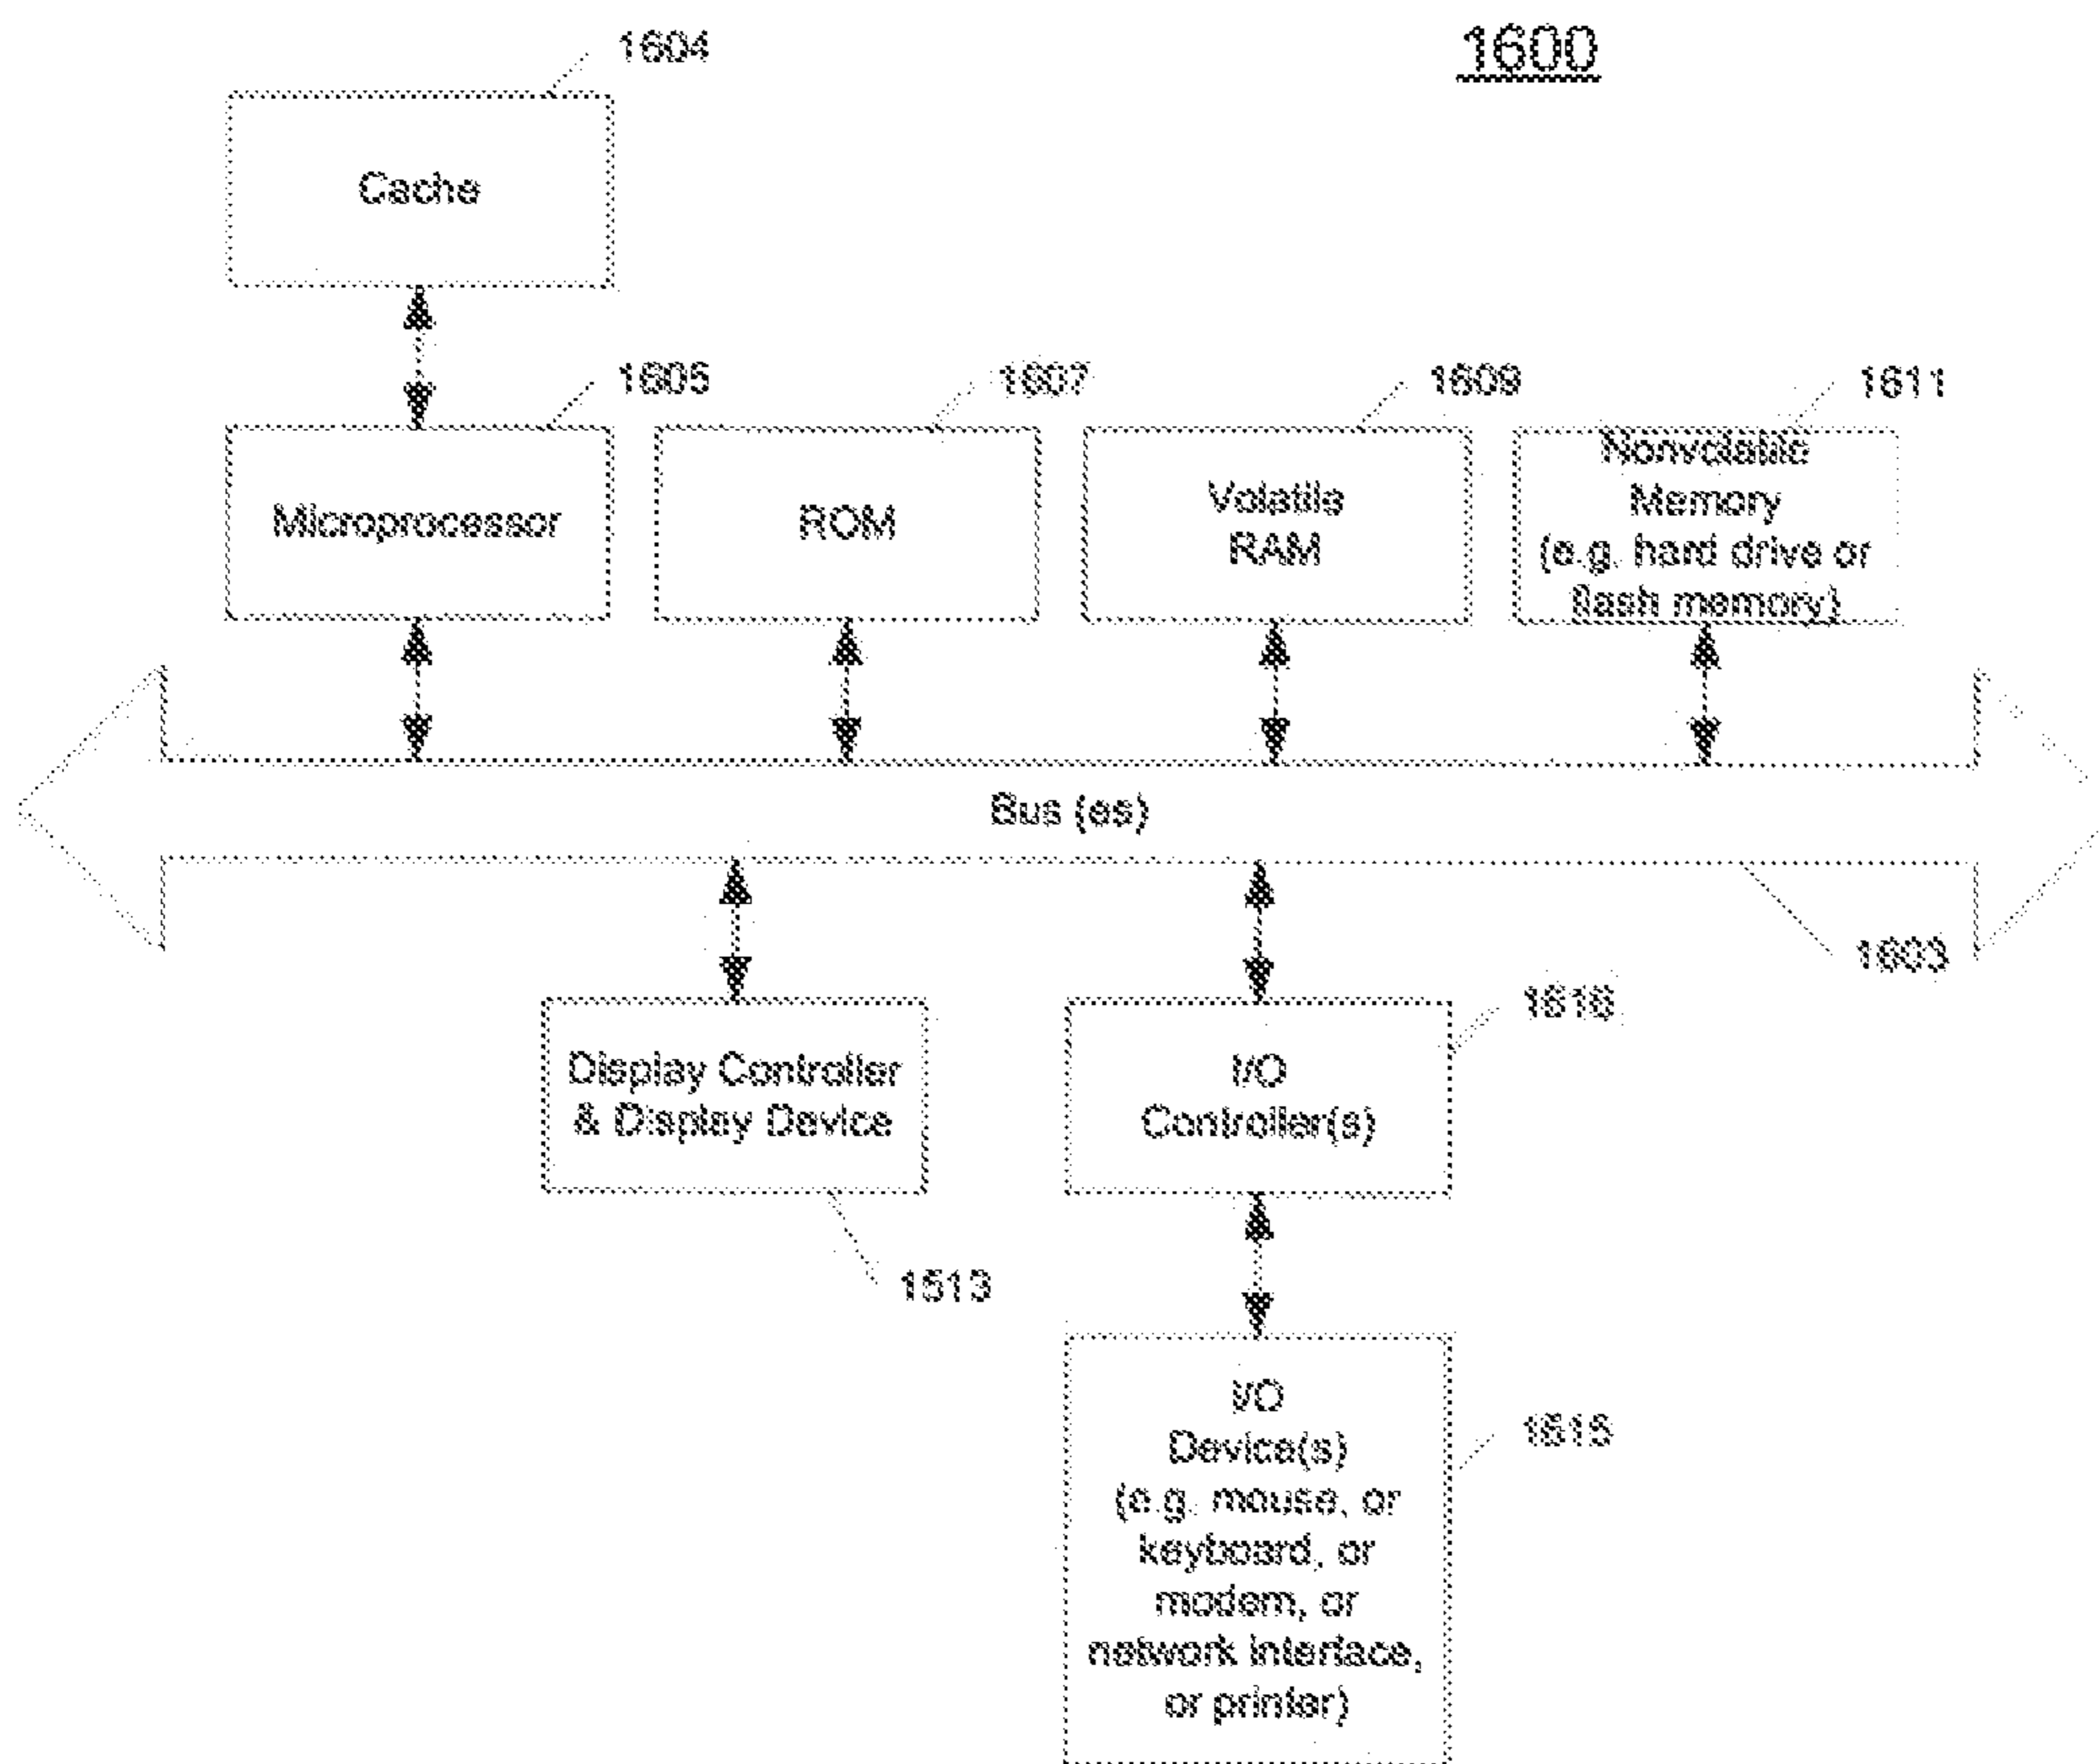 1600
1604
Cache
1605
1607
1609
1611
Microprocessor
ROM
Volatile
RAM
Nonvolatile
Memory
(e.g. hard drive or
flash memory)
Bus (es)
1603
Display Controller
& Display Device
1616
I/O
Controller(s)
1513
I/O
Device(s)
(e.g. mouse, or
keyboard, or
modem, or
network interface,
or printer)